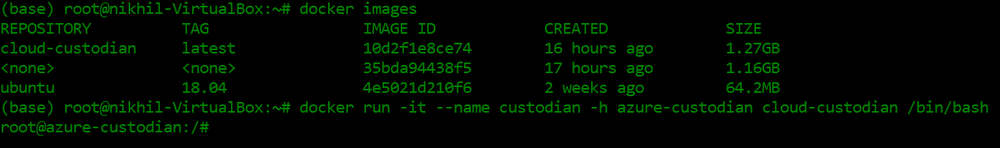 (base) root@nikhil-VirtualBox:~# docker images
REPOSITORY TAG IMAGE ID CREATED SIZE
cloud-custodian latest 10d2f1e8ce74 16 hours ago 1.27GB
<none> <none> 35bda94438f5 17 hours ago 1.16GB
ubuntu 18.04 4e5021d210f6 2 weeks ago 64.2MB
(base) root@nikhil-VirtualBox:~# docker run -it --name custodian -h azure-custodian cloud-custodian /bin/bash
root@azure-custodian:/#